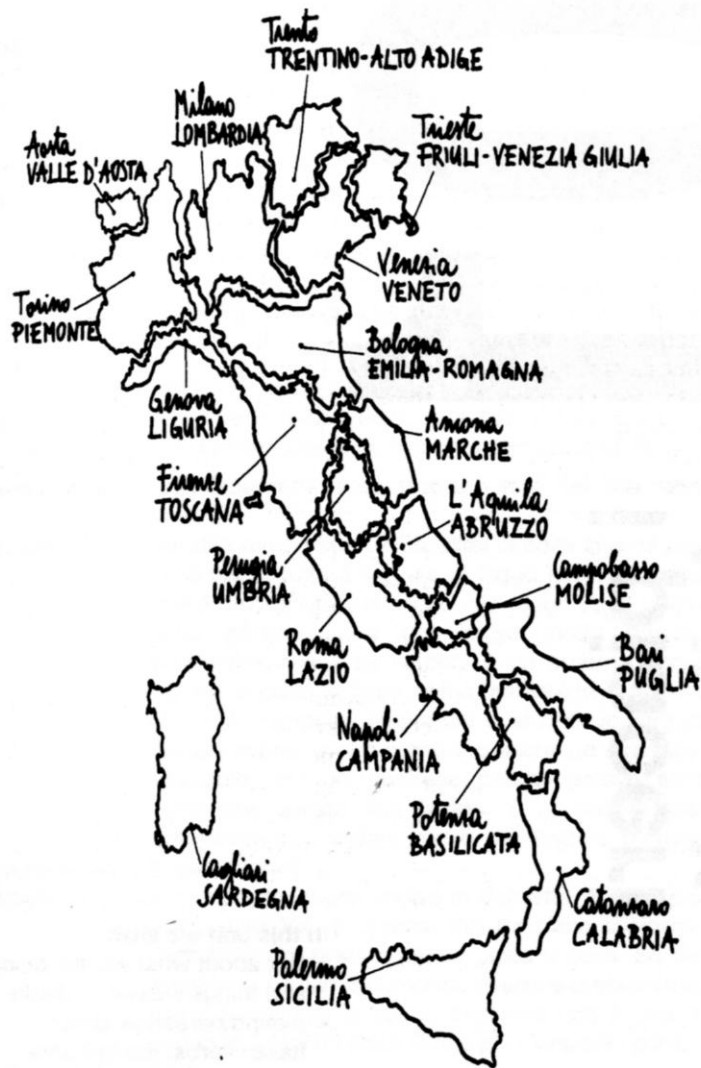 Trento
TRENTINO-ALTO ADIGE
Milano
LOMBARDIA
Trieste
FRIULI-VENEZIA GIULIA
Aosta
VALLE D'AOSTA
Venezia
VENETO
Torino
PIEMONTE
Bologna
EMILIA-ROMAGNA
Genova
LIGURIA
Ancona
MARCHE
Firenze
TOSCANA
L'Aquila
ABRUZZO
Perugia
UMBRIA
Campobasso
MOLISE
Roma
LAZIO
Bari
PUGLIA
Napoli
CAMPANIA
Potenza
BASILICATA
Cagliari
SARDEGNA
Catanzaro
CALABRIA
Palermo
SICILIA